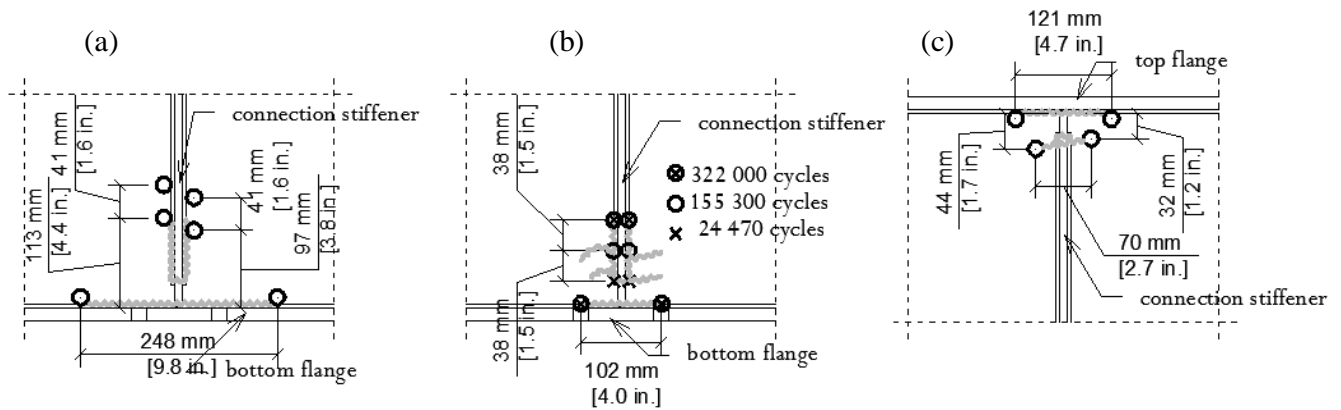 (a)
41 mm
[1.6 in.]
113 mm
[4.4 in.]
connection stiffener
41 mm
[1.6 in.]
97 mm
[3.8 in.]
248 mm
[9.8 in.]
bottom flange
(b)
38 mm
[1.5 in.]
connection stiffener
322 000 cycles
155 300 cycles
24 470 cycles
38 mm
[1.5 in.]
bottom flange
102 mm
[4.0 in.]
(c)
121 mm
[4.7 in.]
top flange
44 mm
[1.7 in.]
32 mm
[1.2 in.]
70 mm
[2.7 in.]
connection stiffener